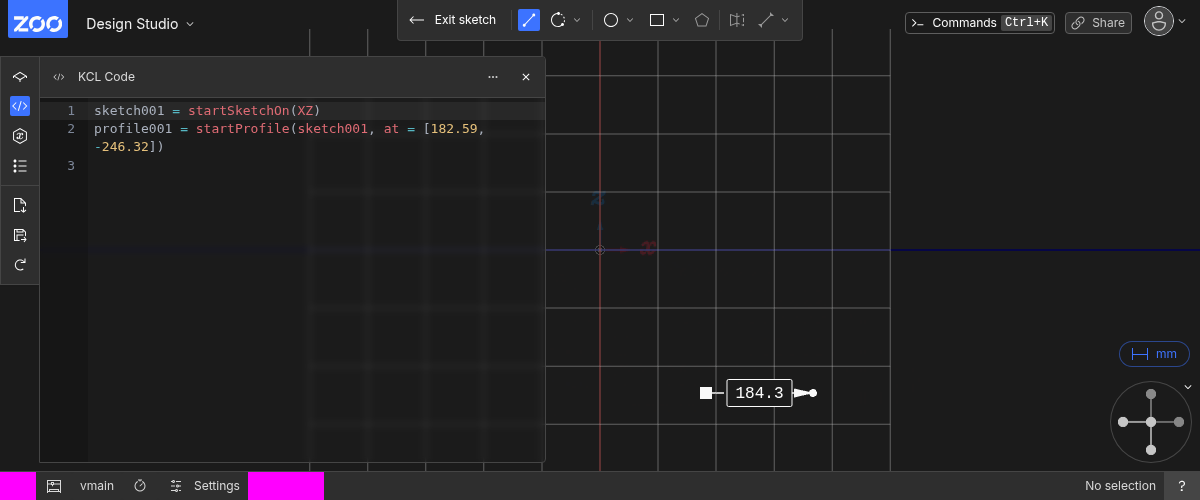 ZOO
Design Studio
Exit sketch
Commands Ctrl+K
Share
KCL Code
1 sketch001 = startSketchOn(XZ)
2 profile001 = startProfile(sketch001, at = [182.59,
-246.32])
3
z
x
184.3
mm
vmain
Settings
No selection
?